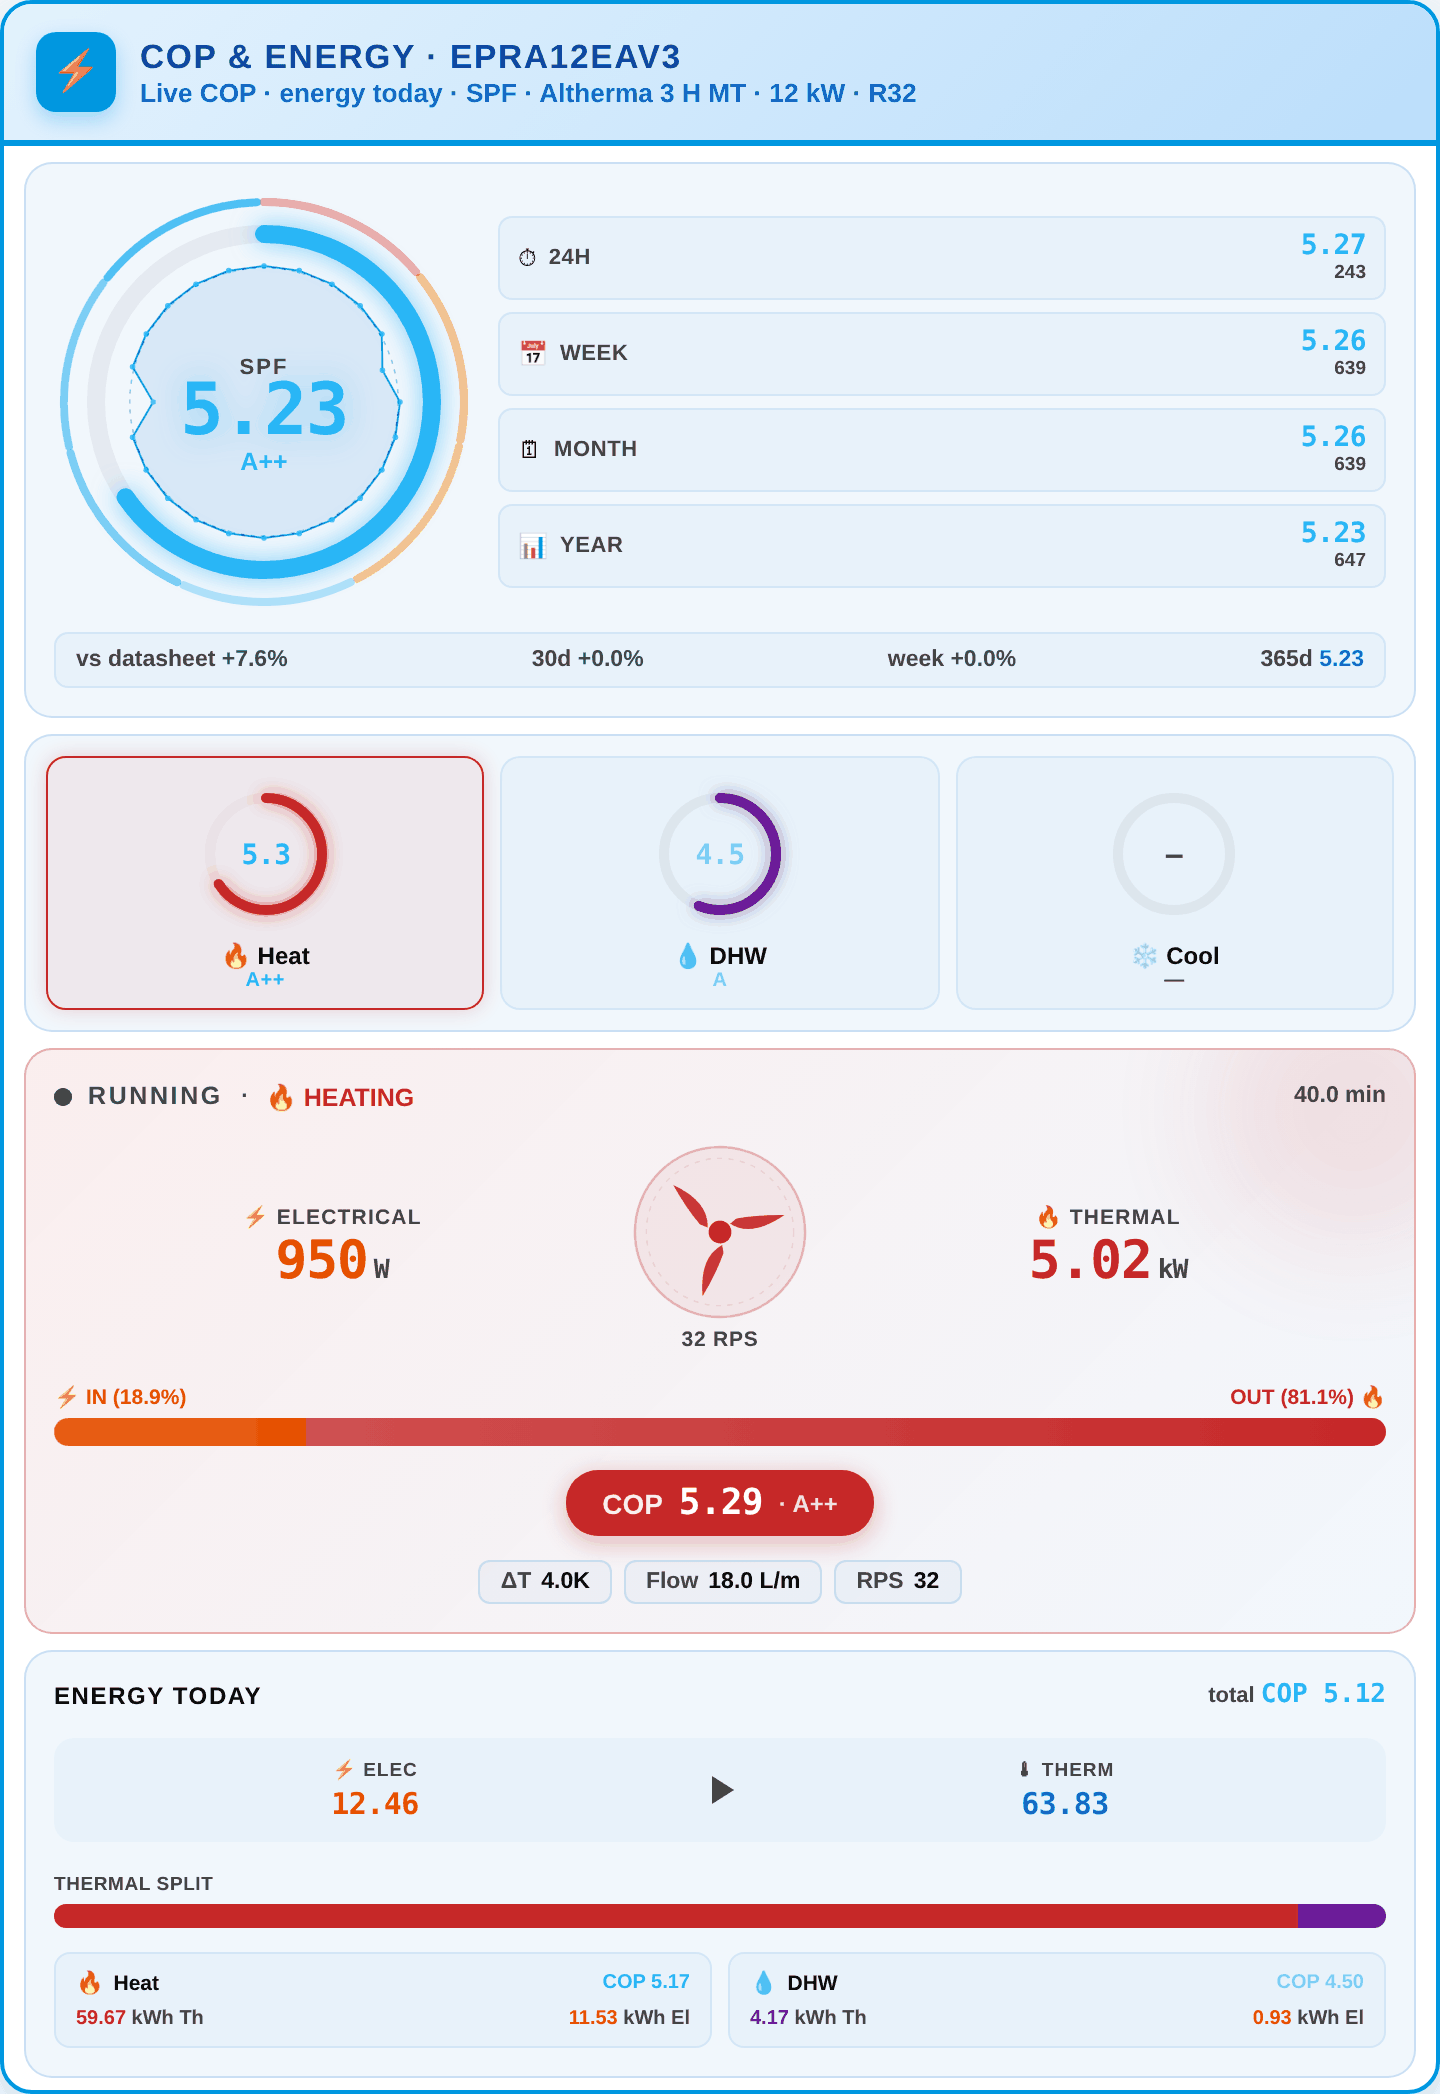 COP & ENERGY · EPRA12EAV3
Live COP · energy today · SPF · Altherma 3 H MT · 12 kW · R32
SPF
5.23
A++
⏱ 24H
5.27
243
📅 WEEK
5.26
639
🗓 MONTH
5.26
639
📊 YEAR
5.23
647
vs datasheet +7.6%
30d +0.0%
week +0.0%
365d 5.23
5.3
🔥 Heat
A++
4.5
💧 DHW
A
–
❄️ Cool
—
RUNNING · 🔥 HEATING
40.0 min
⚡ ELECTRICAL
950 W
32 RPS
🔥 THERMAL
5.02 kW
⚡ IN (18.9%)
OUT (81.1%) 🔥
COP 5.29 · A++
ΔT 4.0K
Flow 18.0 L/m
RPS 32
ENERGY TODAY
total COP 5.12
⚡ ELEC
12.46
▶
🌡 THERM
63.83
THERMAL SPLIT
🔥 Heat
COP 5.17
59.67 kWh Th
11.53 kWh El
💧 DHW
COP 4.50
4.17 kWh Th
0.93 kWh El